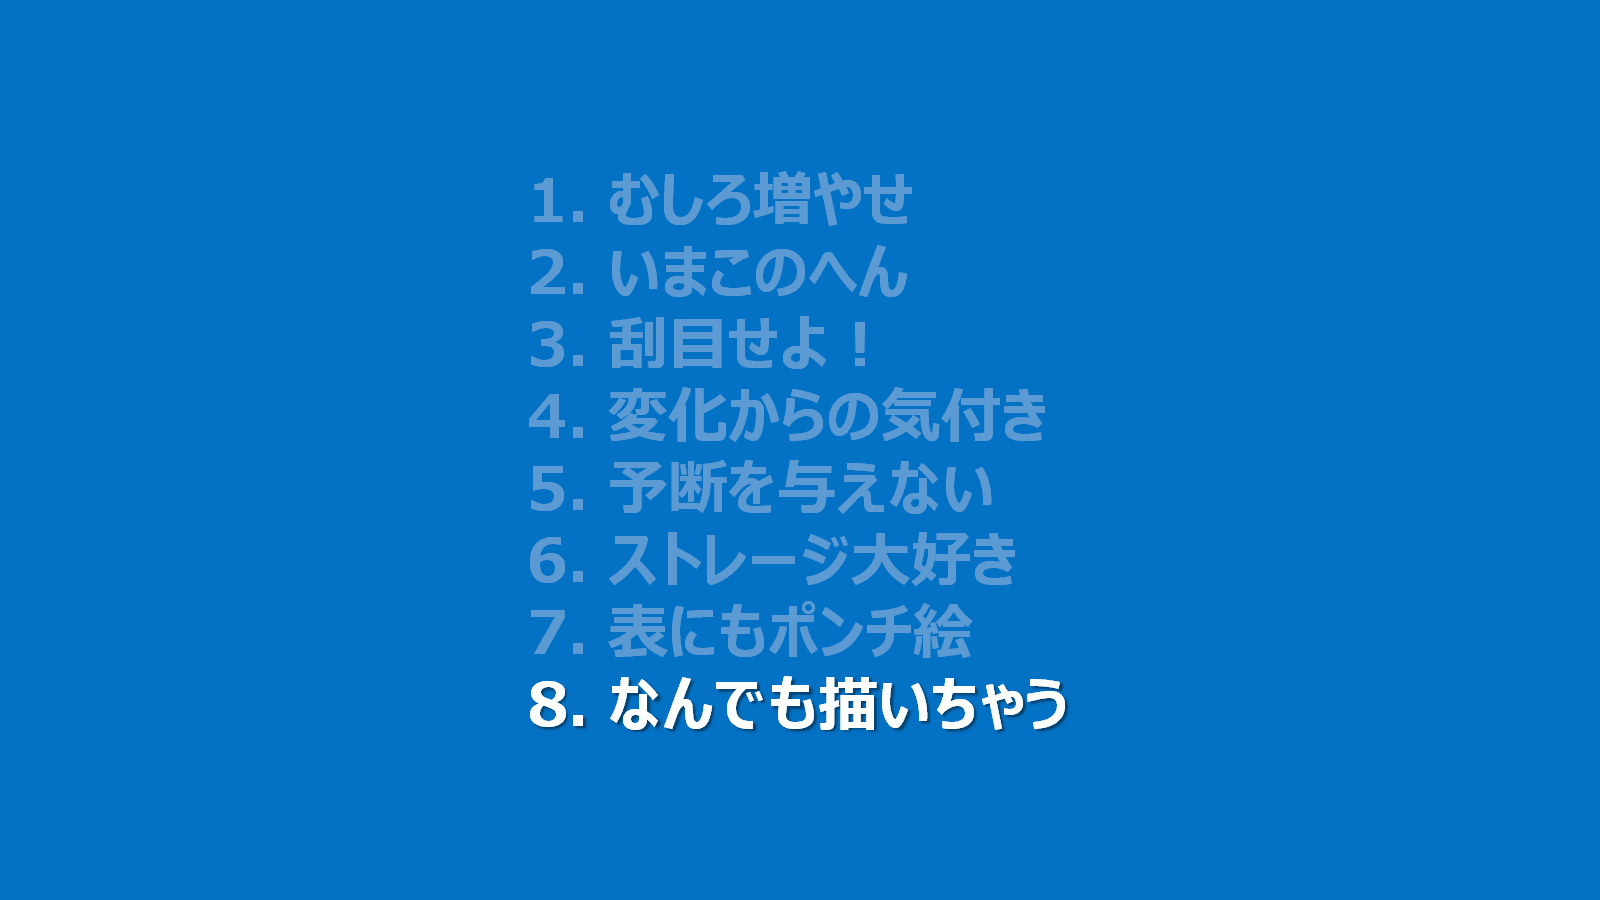 1. むしろ増やせ
2. いまこのへん
3. 刮目せよ！
4. 変化からの気付き
5. 予断を与えない
6. ストレージ大好き
7. 表にもポンチ絵
8. なんでも描いちゃう